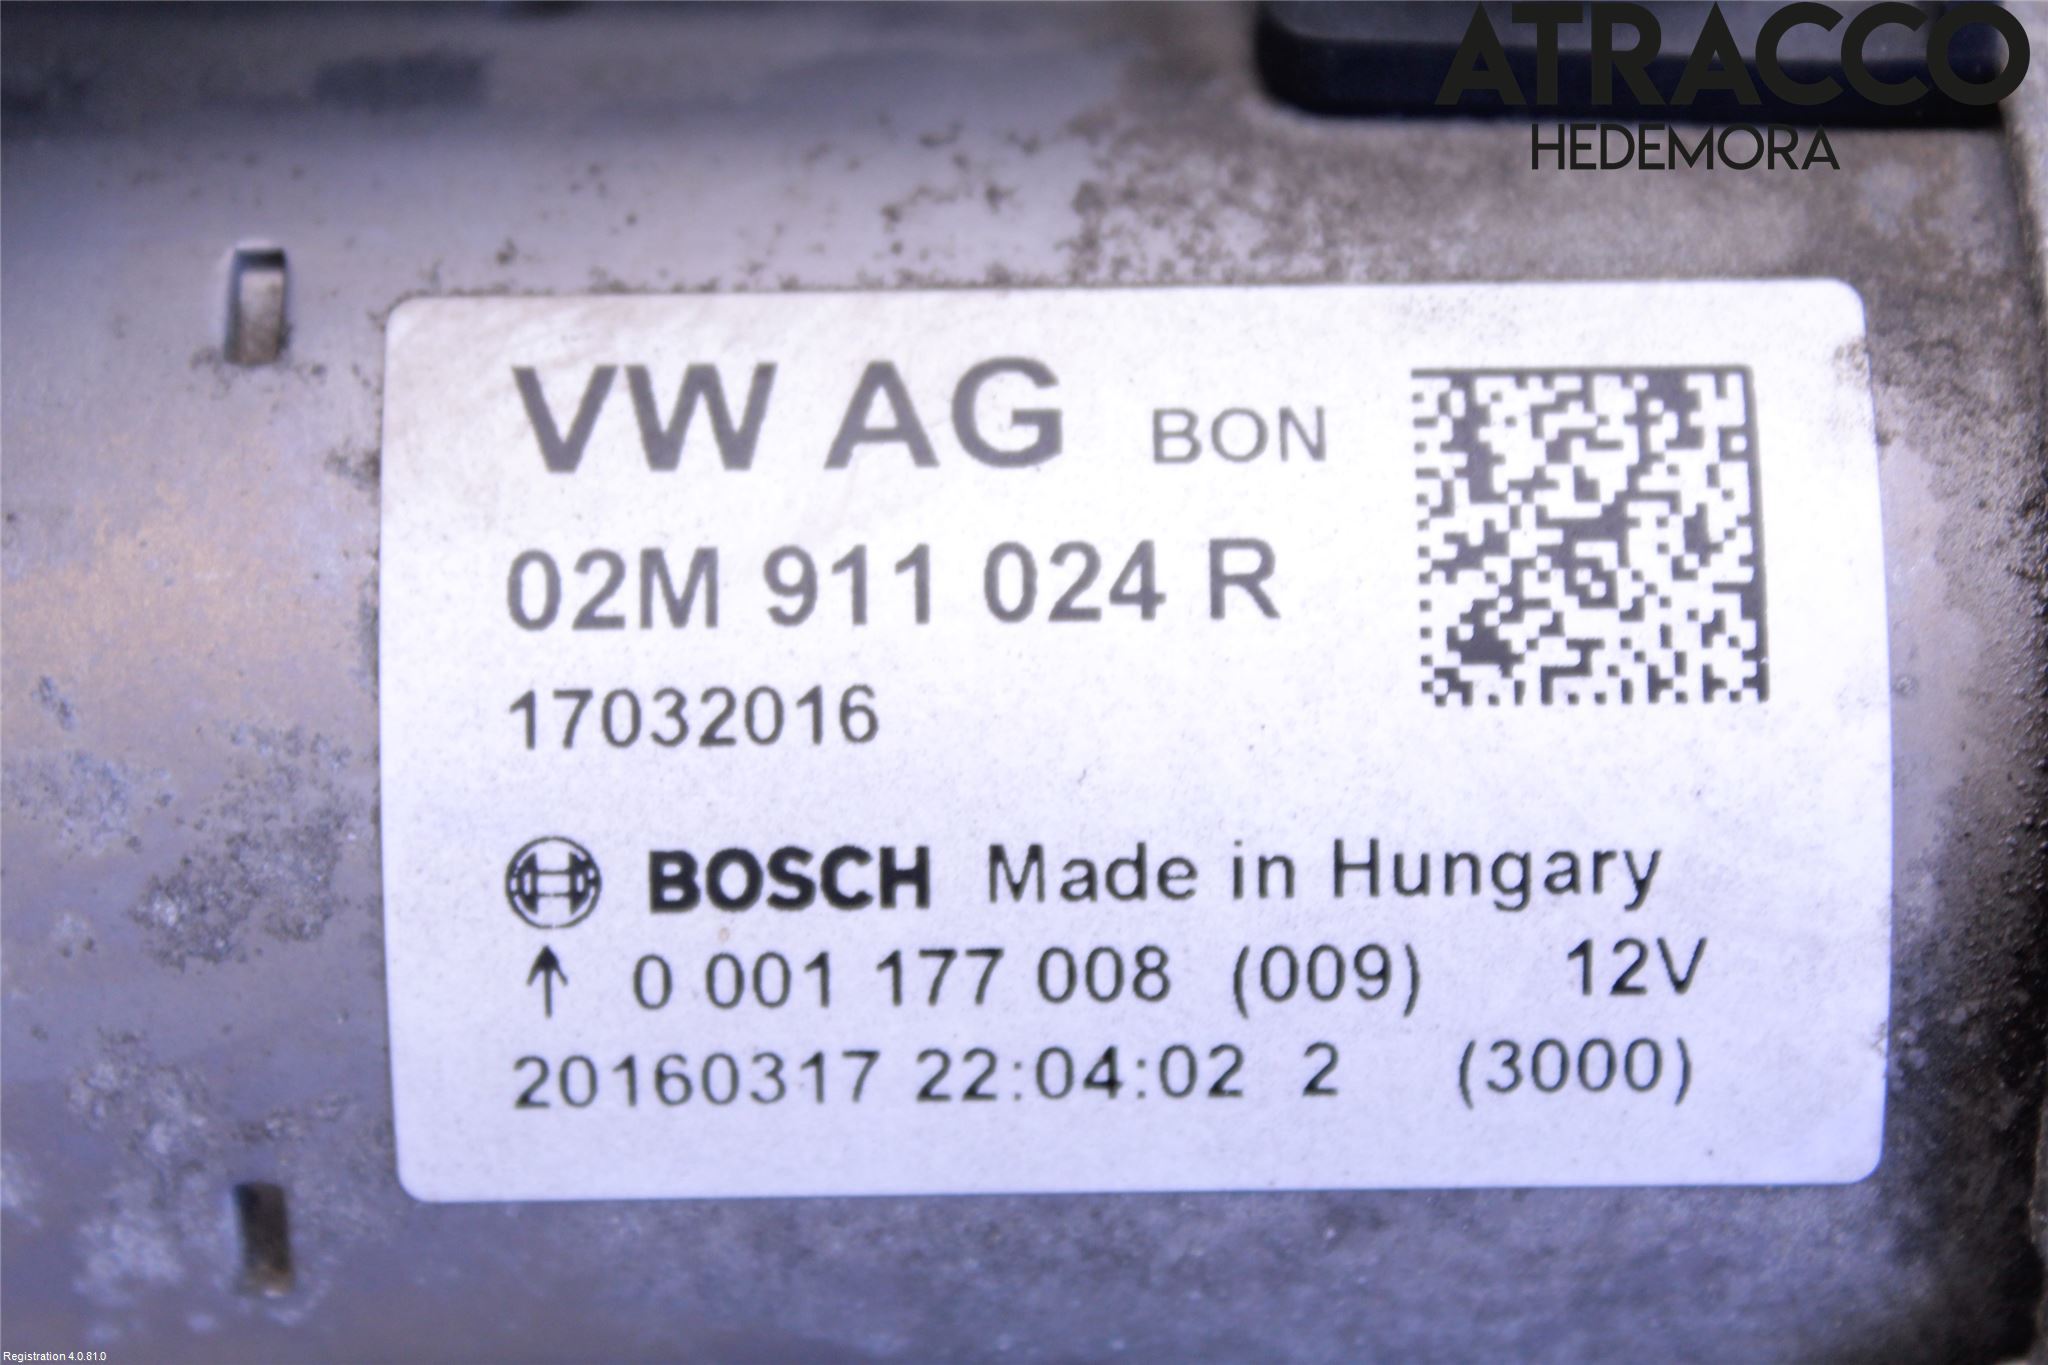 ATRACCO
HEDEMORA
VW AG BON
02M 911 024 R
17032016
BOSCH Made in Hungary
↑ 0 001 177 008 (009) 12V
20160317 22:04:02 2 (3000)
Registration 4.0.81.0